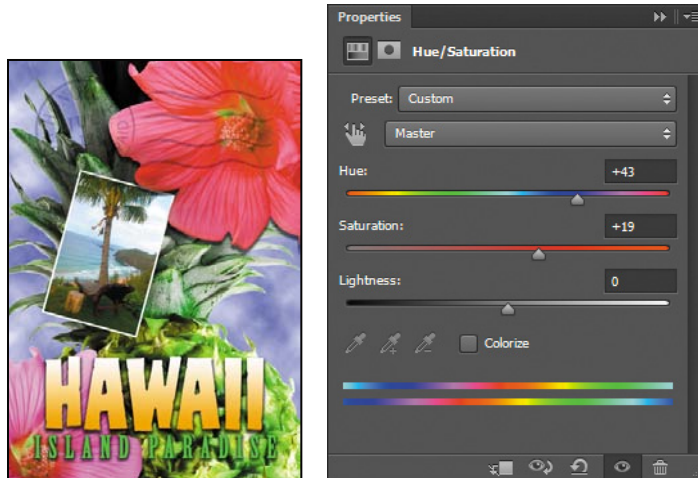 HAWAII
ISLAND PARADISE
Properties
Hue/Saturation
Preset: Custom
Master
Hue: +43
Saturation: +19
Lightness: 0
Colorize